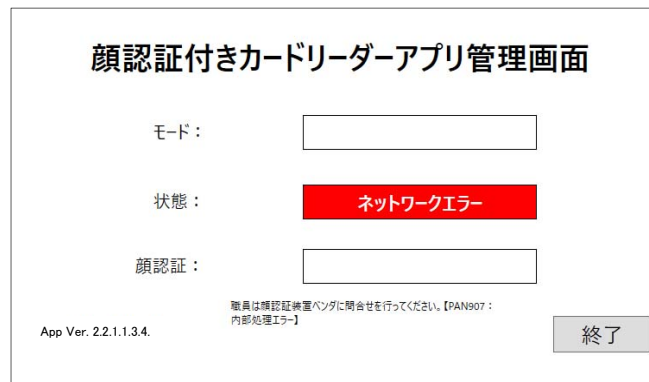 顔認証付きカードリーダーアプリ管理画面
モード：
状態：
ネットワークエラー
顔認証：
職員は顔認証装置ベンダに問合せを行ってください。【PAN907：
内部処理エラー】
App Ver. 2.2.1.1.3.4.
終了